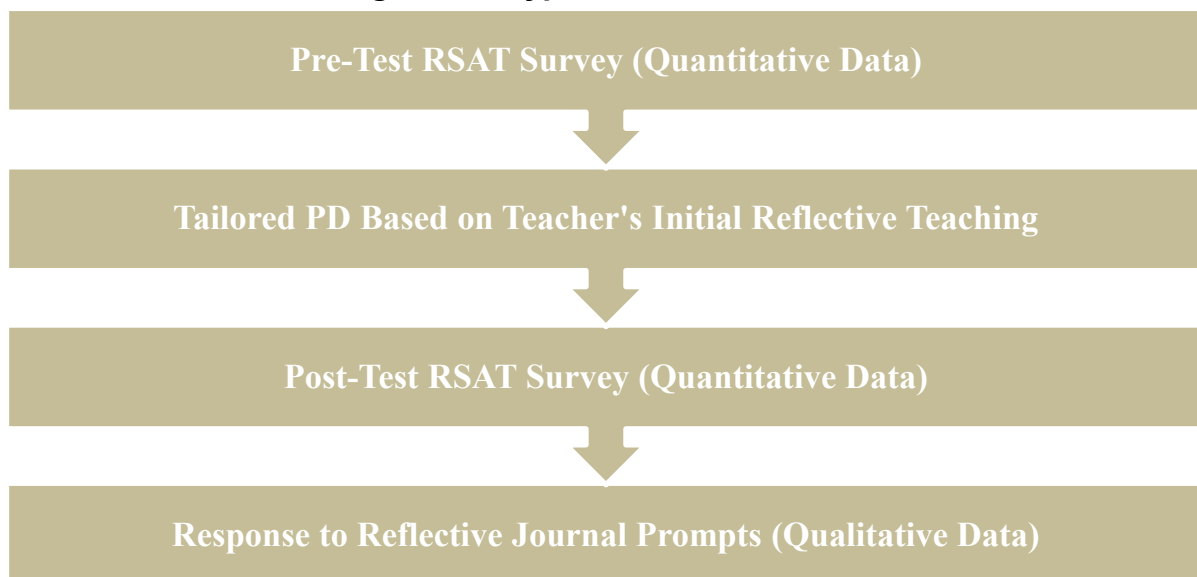 Pre-Test RSAT Survey (Quantitative Data)
Tailored PD Based on Teacher's Initial Reflective Teaching
Post-Test RSAT Survey (Quantitative Data)
Response to Reflective Journal Prompts (Qualitative Data)